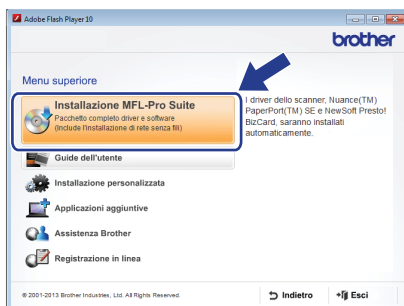 Adobe Flash Player 10
brother
Menu superiore
Installazione MFL-Pro Suite
Pacchetto completo driver e software
(Include l'installazione di rete senza fili)
I driver dello scanner, Nuance(TM)
PaperPort(TM) SE e NewSoft Presto!
BizCard, saranno installati
automaticamente.
Guide dell'utente
Installazione personalizzata
Applicazioni aggiuntive
Assistenza Brother
Registrazione in linea
© 2001-2013 Brother Industries, Ltd. All Rights Reserved.
Indietro
Esci